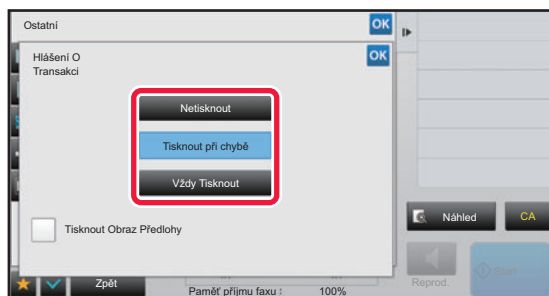 Ostatní
OK
Hlášení O
Transakci
OK
Netisknout
Tisknout při chybě
Vždy Tisknout
Tisknout Obraz Předlohy
Náhled
CA
Zpět
Paměť příjmu faxu :
100%
Reprod.
Start